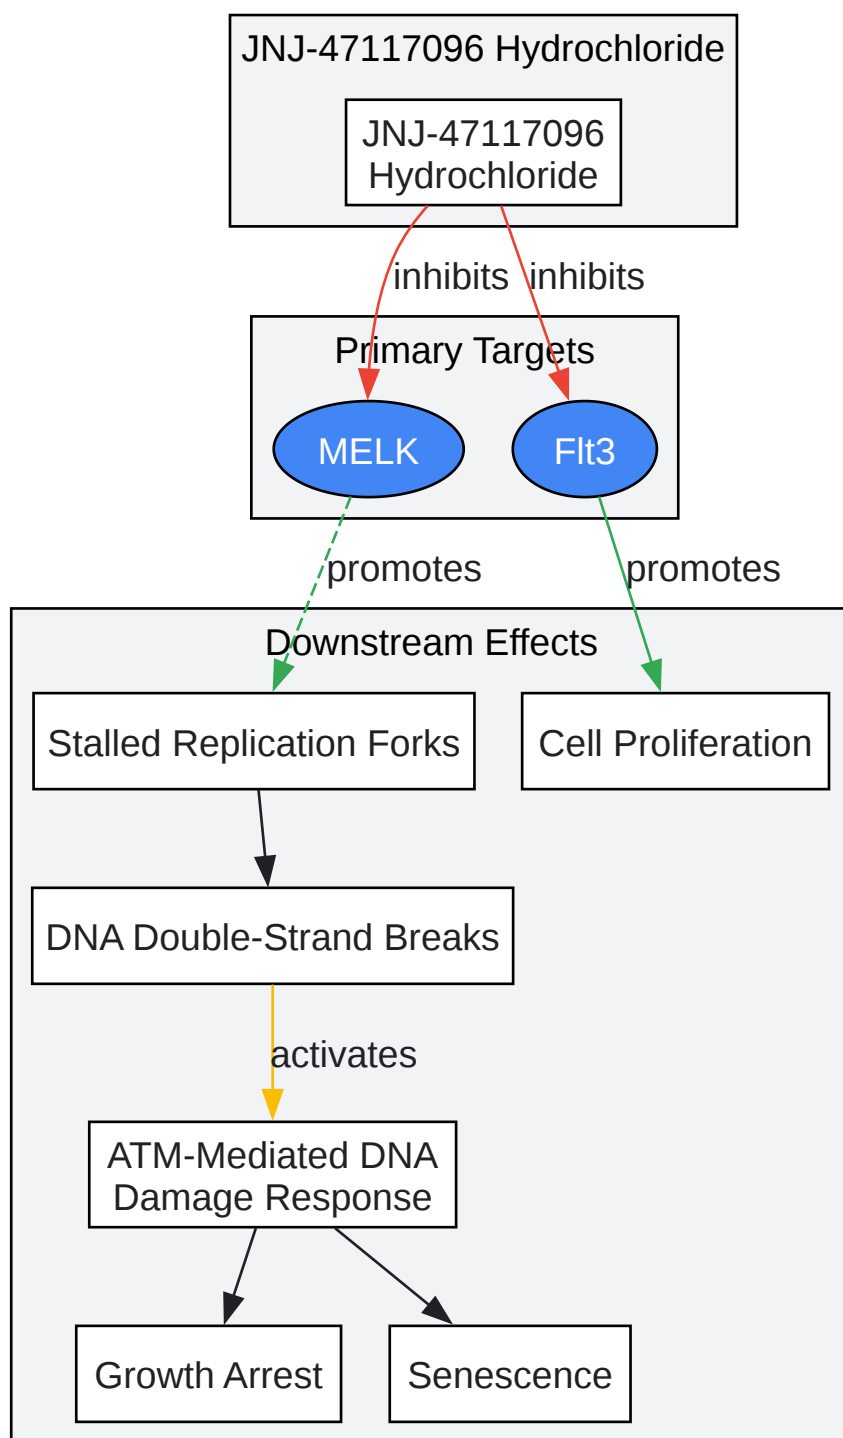 JNJ-47117096 Hydrochloride
JNJ-47117096
Hydrochloride
inhibits
inhibits
Primary Targets
MELK
Flt3
promotes
promotes
Downstream Effects
Stalled Replication Forks
Cell Proliferation
DNA Double-Strand Breaks
activates
ATM-Mediated DNA
Damage Response
Growth Arrest
Senescence